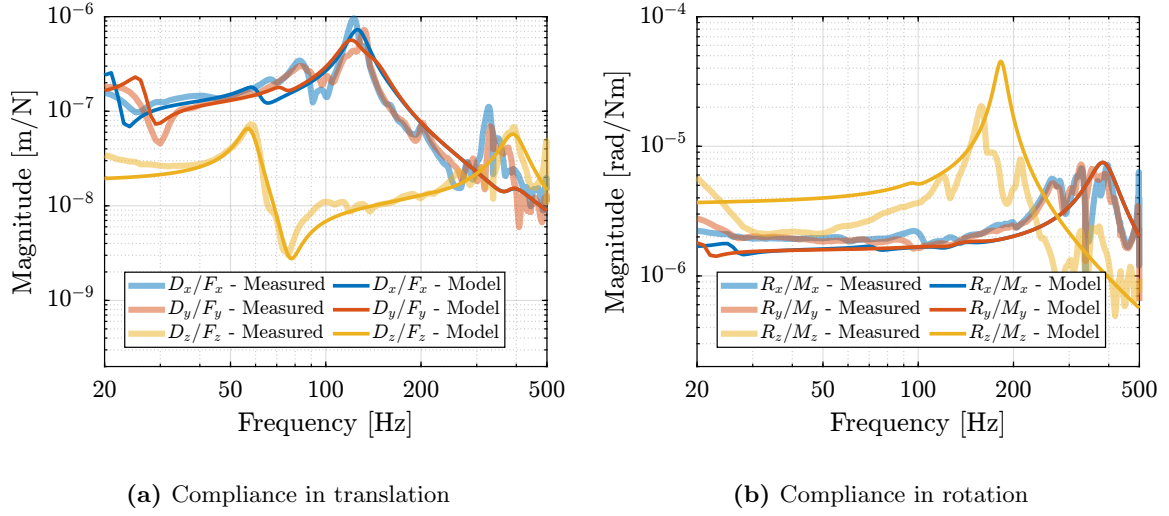 10⁻⁶
10⁻⁷
10⁻⁸
10⁻⁹
Magnitude [m/N]
D_x/F_x - Measured
D_y/F_y - Measured
D_z/F_z - Measured
D_x/F_x - Model
D_y/F_y - Model
D_z/F_z - Model
20 50 100 200 500
Frequency [Hz]
(a) Compliance in translation
10⁻⁴
10⁻⁵
10⁻⁶
Magnitude [rad/Nm]
R_x/M_x - Measured
R_y/M_y - Measured
R_z/M_z - Measured
R_x/M_x - Model
R_y/M_y - Model
R_z/M_z - Model
20 50 100 200 500
Frequency [Hz]
(b) Compliance in rotation